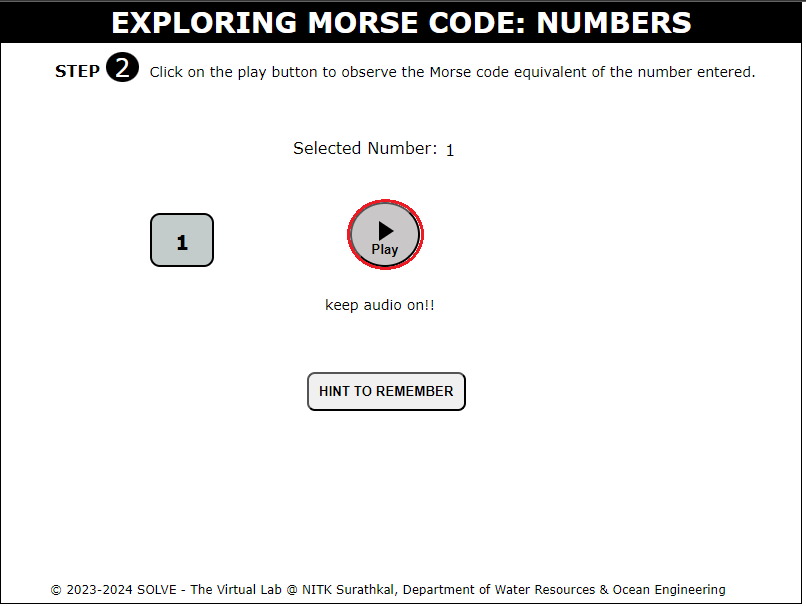 EXPLORING MORSE CODE: NUMBERS
STEP 2 Click on the play button to observe the Morse code equivalent of the number entered.
Selected Number: 1
1
Play
keep audio on!!
HINT TO REMEMBER
© 2023-2024 SOLVE - The Virtual Lab @ NITK Surathkal, Department of Water Resources & Ocean Engineering